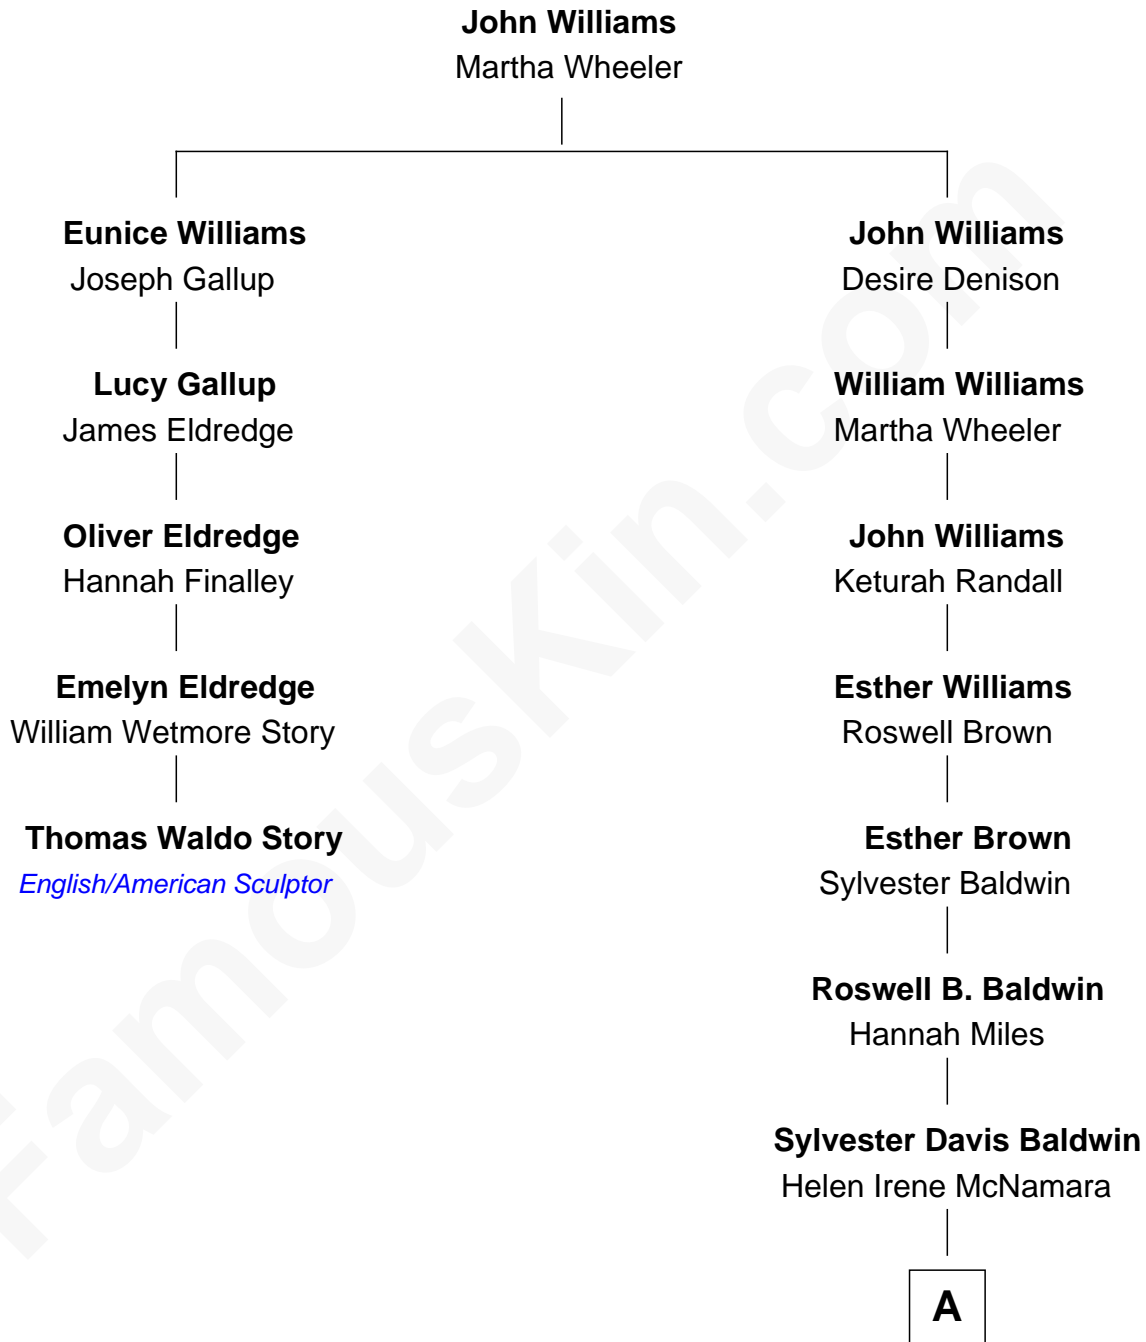 John Williams
Martha Wheeler
Eunice Williams
Joseph Gallup
Lucy Gallup
James Eldredge
Oliver Eldredge
Hannah Finalley
Emelyn Eldredge
William Wetmore Story
Thomas Waldo Story
English/American Sculptor
John Williams
Desire Denison
William Williams
Martha Wheeler
John Williams
Keturah Randall
Esther Williams
Roswell Brown
Esther Brown
Sylvester Baldwin
Roswell B. Baldwin
Hannah Miles
Sylvester Davis Baldwin
Helen Irene McNamara
A
FamousKin.com